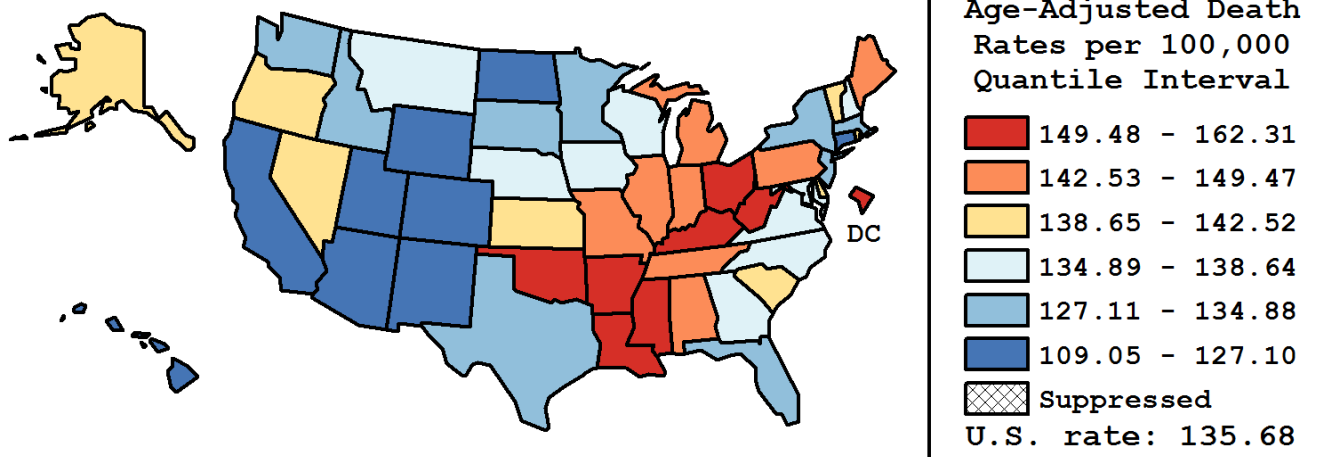 Age-Adjusted Death
Rates per 100,000
Quantile Interval
149.48 - 162.31
142.53 - 149.47
138.65 - 142.52
134.89 - 138.64
127.11 - 134.88
109.05 - 127.10
Suppressed
U.S. rate: 135.68
DC